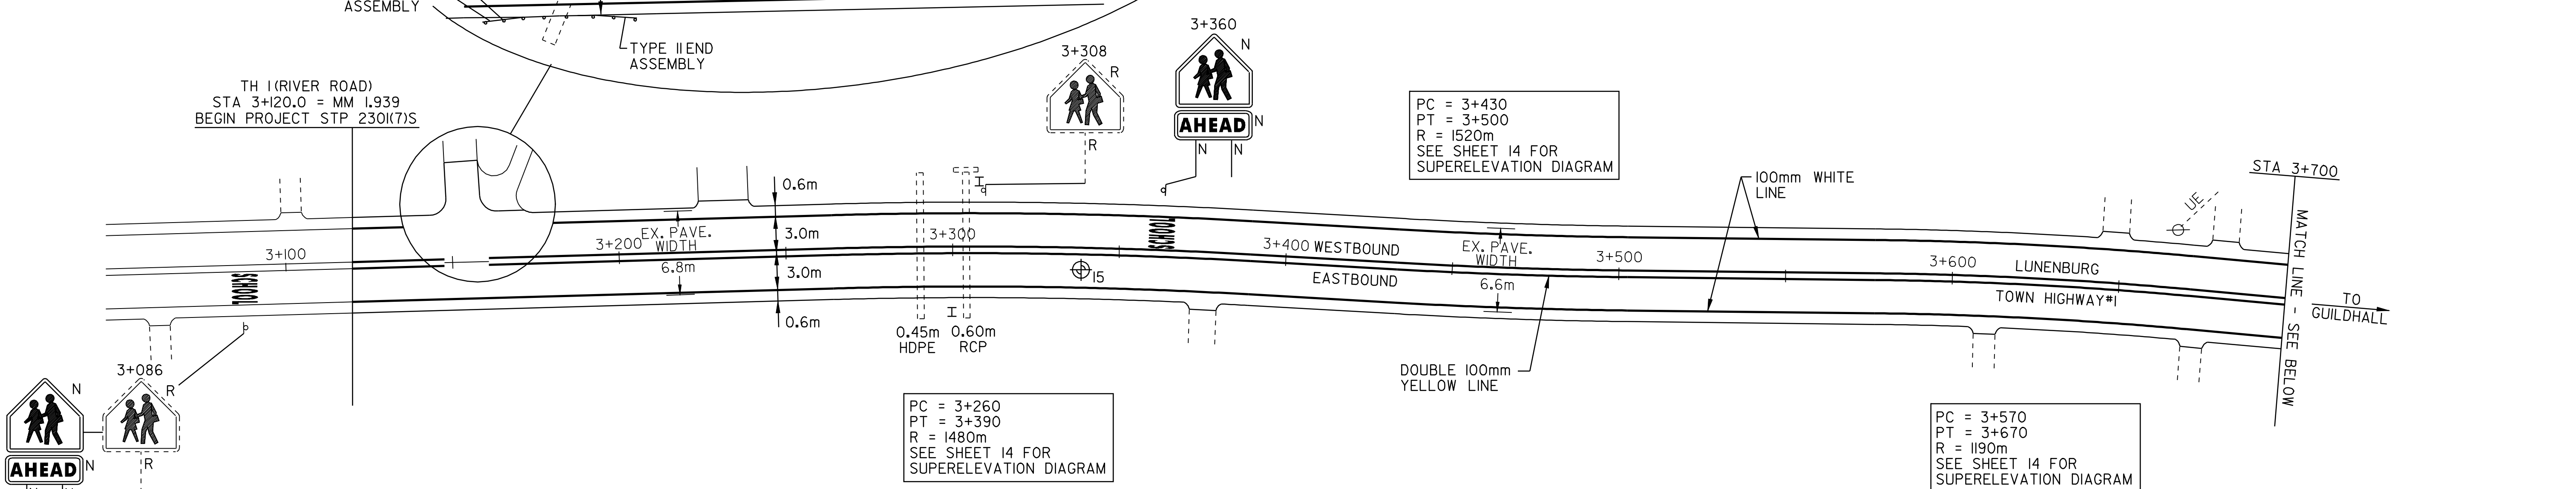 ASSEMBLY
TYPE II END
ASSEMBLY
TH 1 (RIVER ROAD)
STA 3+120.0 = MM 1.939
BEGIN PROJECT STP 2301(7)S
3+308
R
R
3+360
N
AHEAD N
N N
PC = 3+430
PT = 3+500
R = 1520m
SEE SHEET 14 FOR
SUPERELEVATION DIAGRAM
100mm WHITE
LINE
STA 3+700
UE
MATCH LINE - SEE BELOW
TO
GUILDHALL
0.6m
3.0m
3.0m
0.6m
EX. PAVE.
WIDTH
6.8m
3+100
3+200
3+300
3+400
3+500
3+600
SCHOOL
SCHOOL
WESTBOUND
EASTBOUND
EX. PAVE.
WIDTH
6.6m
LUNENBURG
TOWN HIGHWAY #1
15
0.45m
HDPE
0.60m
RCP
DOUBLE 100mm
YELLOW LINE
3+086
N
R
AHEAD N
R
PC = 3+260
PT = 3+390
R = 1480m
SEE SHEET 14 FOR
SUPERELEVATION DIAGRAM
PC = 3+570
PT = 3+670
R = 1190m
SEE SHEET 14 FOR
SUPERELEVATION DIAGRAM